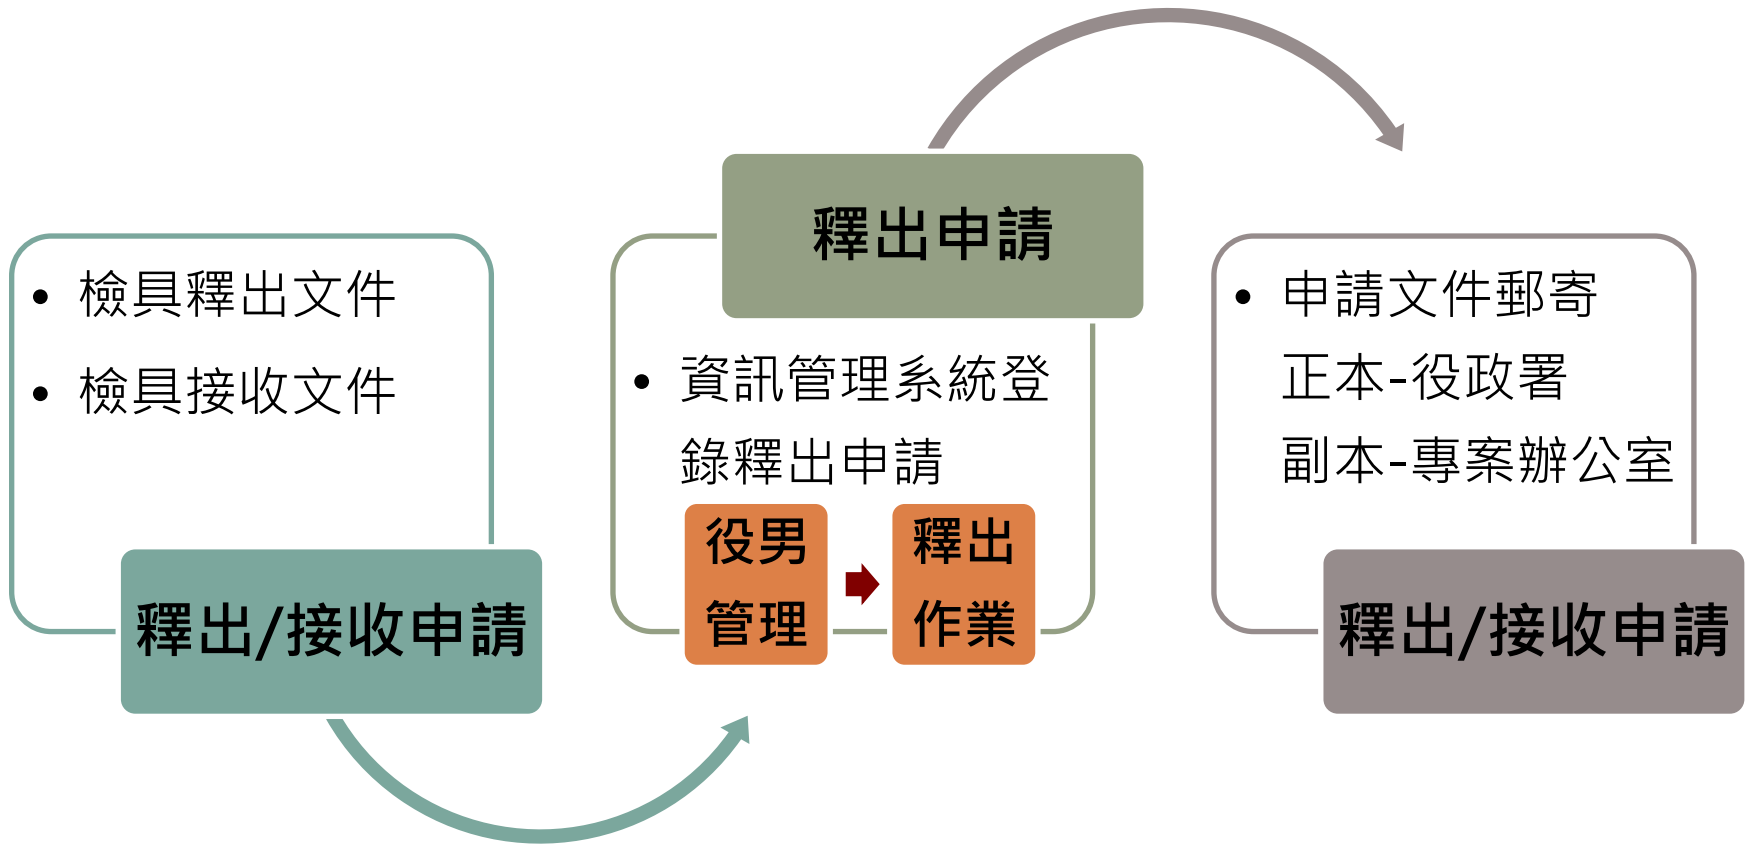 • 檢具釋出文件
• 檢具接收文件
釋出/接收申請
釋出申請
• 資訊管理系統登
錄釋出申請
役男
管理
釋出
作業
• 申請文件郵寄
正本-役政署
副本-專案辦公室
釋出/接收申請